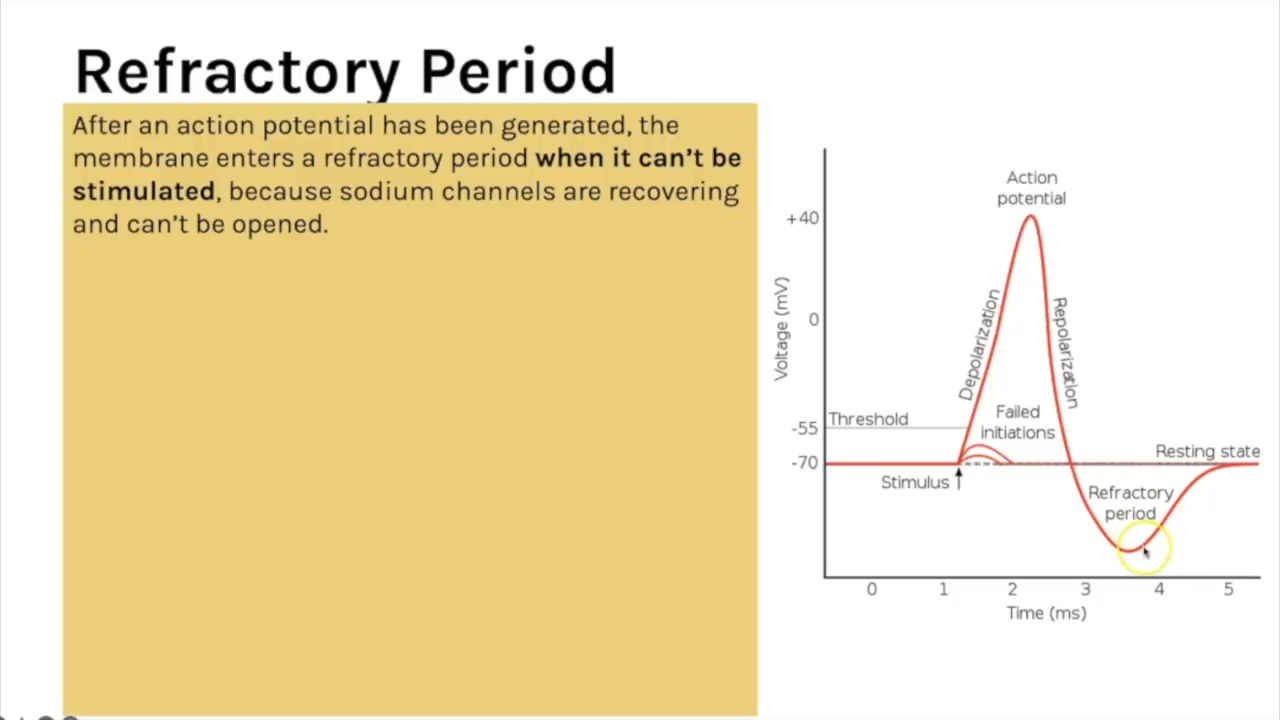 Refractory Period
After an action potential has been generated, the
membrane enters a refractory period when it can't be
stimulated, because sodium channels are recovering
and can't be opened.
Action
potential
+40
Voltage (mV)
Depolarization
Repolarization
0
Failed
initiations
Threshold
-55
-70
Resting state
Stimulus
Refractory
period
0 1 2 3 4 5
Time (ms)